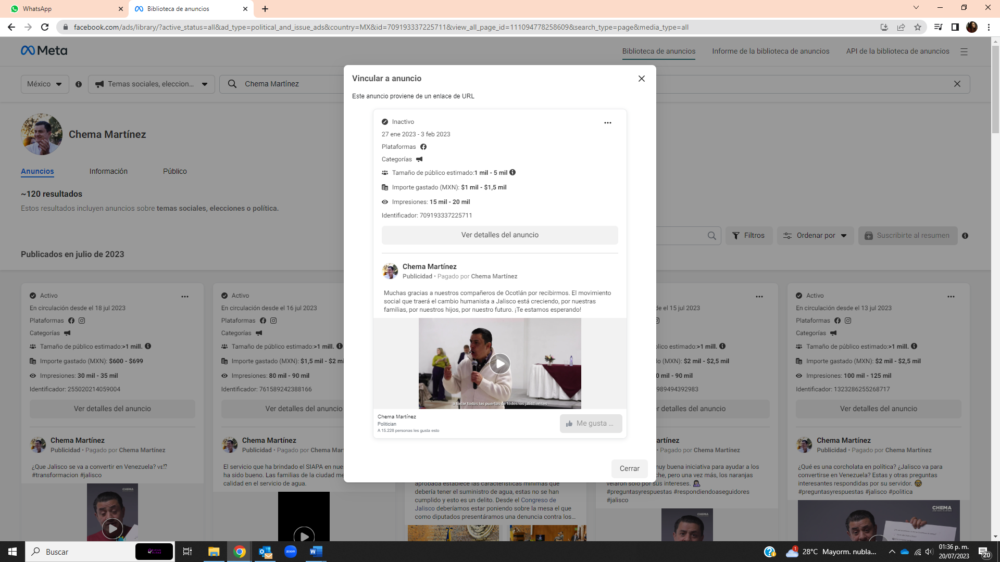 WhatsApp
Biblioteca de anuncios
facebook.com/ads/library/?active_status=all&ad_type=political_and_issue_ads&country=MX&id=709193337225711&view_all_page_id=111094778258609&search_type=page&media_type=all
Meta
Biblioteca de anuncios
Informe de la biblioteca de anuncios
API de la biblioteca de anuncios
México
Temas sociales, eleccion...
Chema Martínez
Chema Martínez
Anuncios
Información
Público
~120 resultados
Estos resultados incluyen anuncios sobre temas sociales, elecciones o política.
Filtros
Ordenar por
Suscribirte al resumen
Publicados en julio de 2023
Vincular a anuncio
Este anuncio proviene de un enlace de URL
Inactivo
27 ene 2023 - 3 feb 2023
Plataformas
Categorías
Tamaño de público estimado:1 mil - 5 mil
Importe gastado (MXN): $1 mil - $1,5 mil
Impresiones: 15 mil - 20 mil
Identificador: 709193337225711
Ver detalles del anuncio
Chema Martínez
Publicidad • Pagado por Chema Martínez
Muchas gracias a nuestros compañeros de Ocotlán por recibirmos. El movimiento
social que traerá el cambio humanista a Jalisco está creciendo, por nuestras
familias, por nuestros hijos, por nuestro futuro. ¡Te estamos esperando!
a tocar todas las puertas de todos los jaliscienses
Chema Martínez
Politician
A 15.228 personas les gusta esto
Me gusta ...
Cerrar
Activo
En circulación desde el 18 jul 2023
Plataformas
Categorías
Tamaño de público estimado:>1 mill.
Importe gastado (MXN): $600 - $699
Impresiones: 30 mil - 35 mil
Identificador: 255020214059004
Ver detalles del anuncio
Chema Martínez
Publicidad • Pagado por Chema Martínez
¿Que Jalisco se va a convertir en Venezuela? 🇻🇪⁉️
#transformacion #jalisco
CHEMA
Activo
En circulación desde el 16 jul 2023
Plataformas
Categorías
Tamaño de público estimado:>1 mill.
Importe gastado (MXN): $1,5 mil - $2 mi
Impresiones: 80 mil - 90 mil
Identificador: 761589242388166
Ver detalles del anuncio
Chema Martínez
Publicidad • Pagado por Chema Mar
El servicio que ha brindado el SIAPA en nue
ha sido bueno. Las familias de la ciudad me
calidad en el servicio de agua.
aprobada establece las características mínimas que
debería tener el suministro de agua, estas no se han
cumplido y esto es un delito. Desde el Congreso de
Jalisco deberíamos estar poniendo sobre la mesa el que
como diputados presentáramos una denuncia contra los...
el 15 jul 2023
lico estimado:>1 mill.
do (MXN): $2 mil - $2,5 mil
0 mil - 90 mil
989494392983
r detalles del anuncio
artínez
• Pagado por Chema Martínez
muy buena iniciativa para ayudar a los
che, pero una vez más, los naranjas
velaron solo por sus intereses. 🤷🏻‍♂️
#preguntasyrespuestas #respondiendoaseguidores
#jalisco
CHEMA
Activo
En circulación desde el 13 jul 2023
Plataformas
Categorías
Tamaño de público estimado:>1 mill.
Importe gastado (MXN): $2 mil - $2,5 mil
Impresiones: 100 mil - 125 mil
Identificador: 1323286255268717
Ver detalles del anuncio
Chema Martínez
Publicidad • Pagado por Chema Martínez
¿Qué es una corcholata en política? ¿Jalisco va para
convertirse en Venezuela? Estas y otras preguntas
interesantes respondidas por su servidor. 🤓
#preguntasyrespuestas #jalisco #politica
CHEMA
Buscar
zoom
1
28°C Mayorm. nubla...
01:36 p. m.
20/07/2023
20